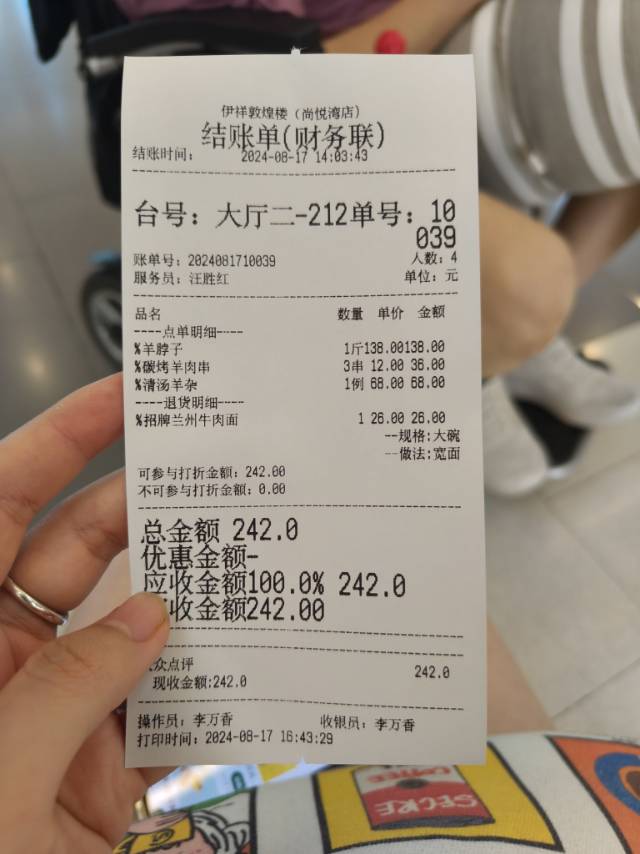 伊祥敦煌楼（尚悦湾店）
结账单(财务联)
结账时间： 2024-08-17 14:03:43
台号：大厅二-212单号：10
039
账单号：2024081710039 人数：4
服务员：汪胜红 单位：元
品名 数量 单价 金额
----点单明细----
%羊脖子 1斤138.00138.00
%碳烤羊肉串 3串 12.00 36.00
%清汤羊杂 1例 68.00 68.00
----退货明细----
%招牌兰州牛肉面 1 26.00 26.00
--规格:大碗
--做法:宽面
可参与打折金额：242.00
不可参与打折金额：0.00
总金额 242.0
优惠金额-
应收金额100.0% 242.0
收金额242.00
众点评 242.0
现收金额:242.0
操作员：李万香 收银员：李万香
打印时间：2024-08-17 16:43:29
SEGRE
COFFEE